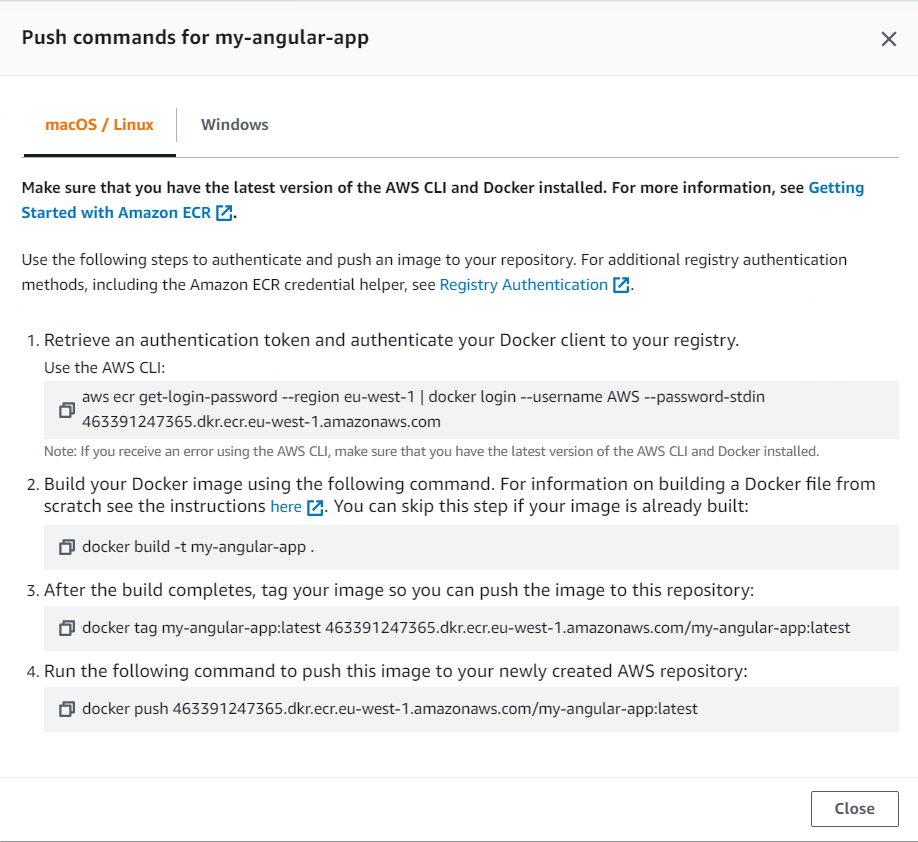 Push commands for my-angular-app
macOS / Linux
Windows
Make sure that you have the latest version of the AWS CLI and Docker installed. For more information, see Getting
Started with Amazon ECR.
Use the following steps to authenticate and push an image to your repository. For additional registry authentication
methods, including the Amazon ECR credential helper, see Registry Authentication.
1. Retrieve an authentication token and authenticate your Docker client to your registry.
Use the AWS CLI:
aws ecr get-login-password --region eu-west-1 | docker login --username AWS --password-stdin
463391247365.dkr.ecr.eu-west-1.amazonaws.com
Note: If you receive an error using the AWS CLI, make sure that you have the latest version of the AWS CLI and Docker installed.
2. Build your Docker image using the following command. For information on building a Docker file from
scratch see the instructions here. You can skip this step if your image is already built:
docker build -t my-angular-app .
3. After the build completes, tag your image so you can push the image to this repository:
docker tag my-angular-app:latest 463391247365.dkr.ecr.eu-west-1.amazonaws.com/my-angular-app:latest
4. Run the following command to push this image to your newly created AWS repository:
docker push 463391247365.dkr.ecr.eu-west-1.amazonaws.com/my-angular-app:latest
Close